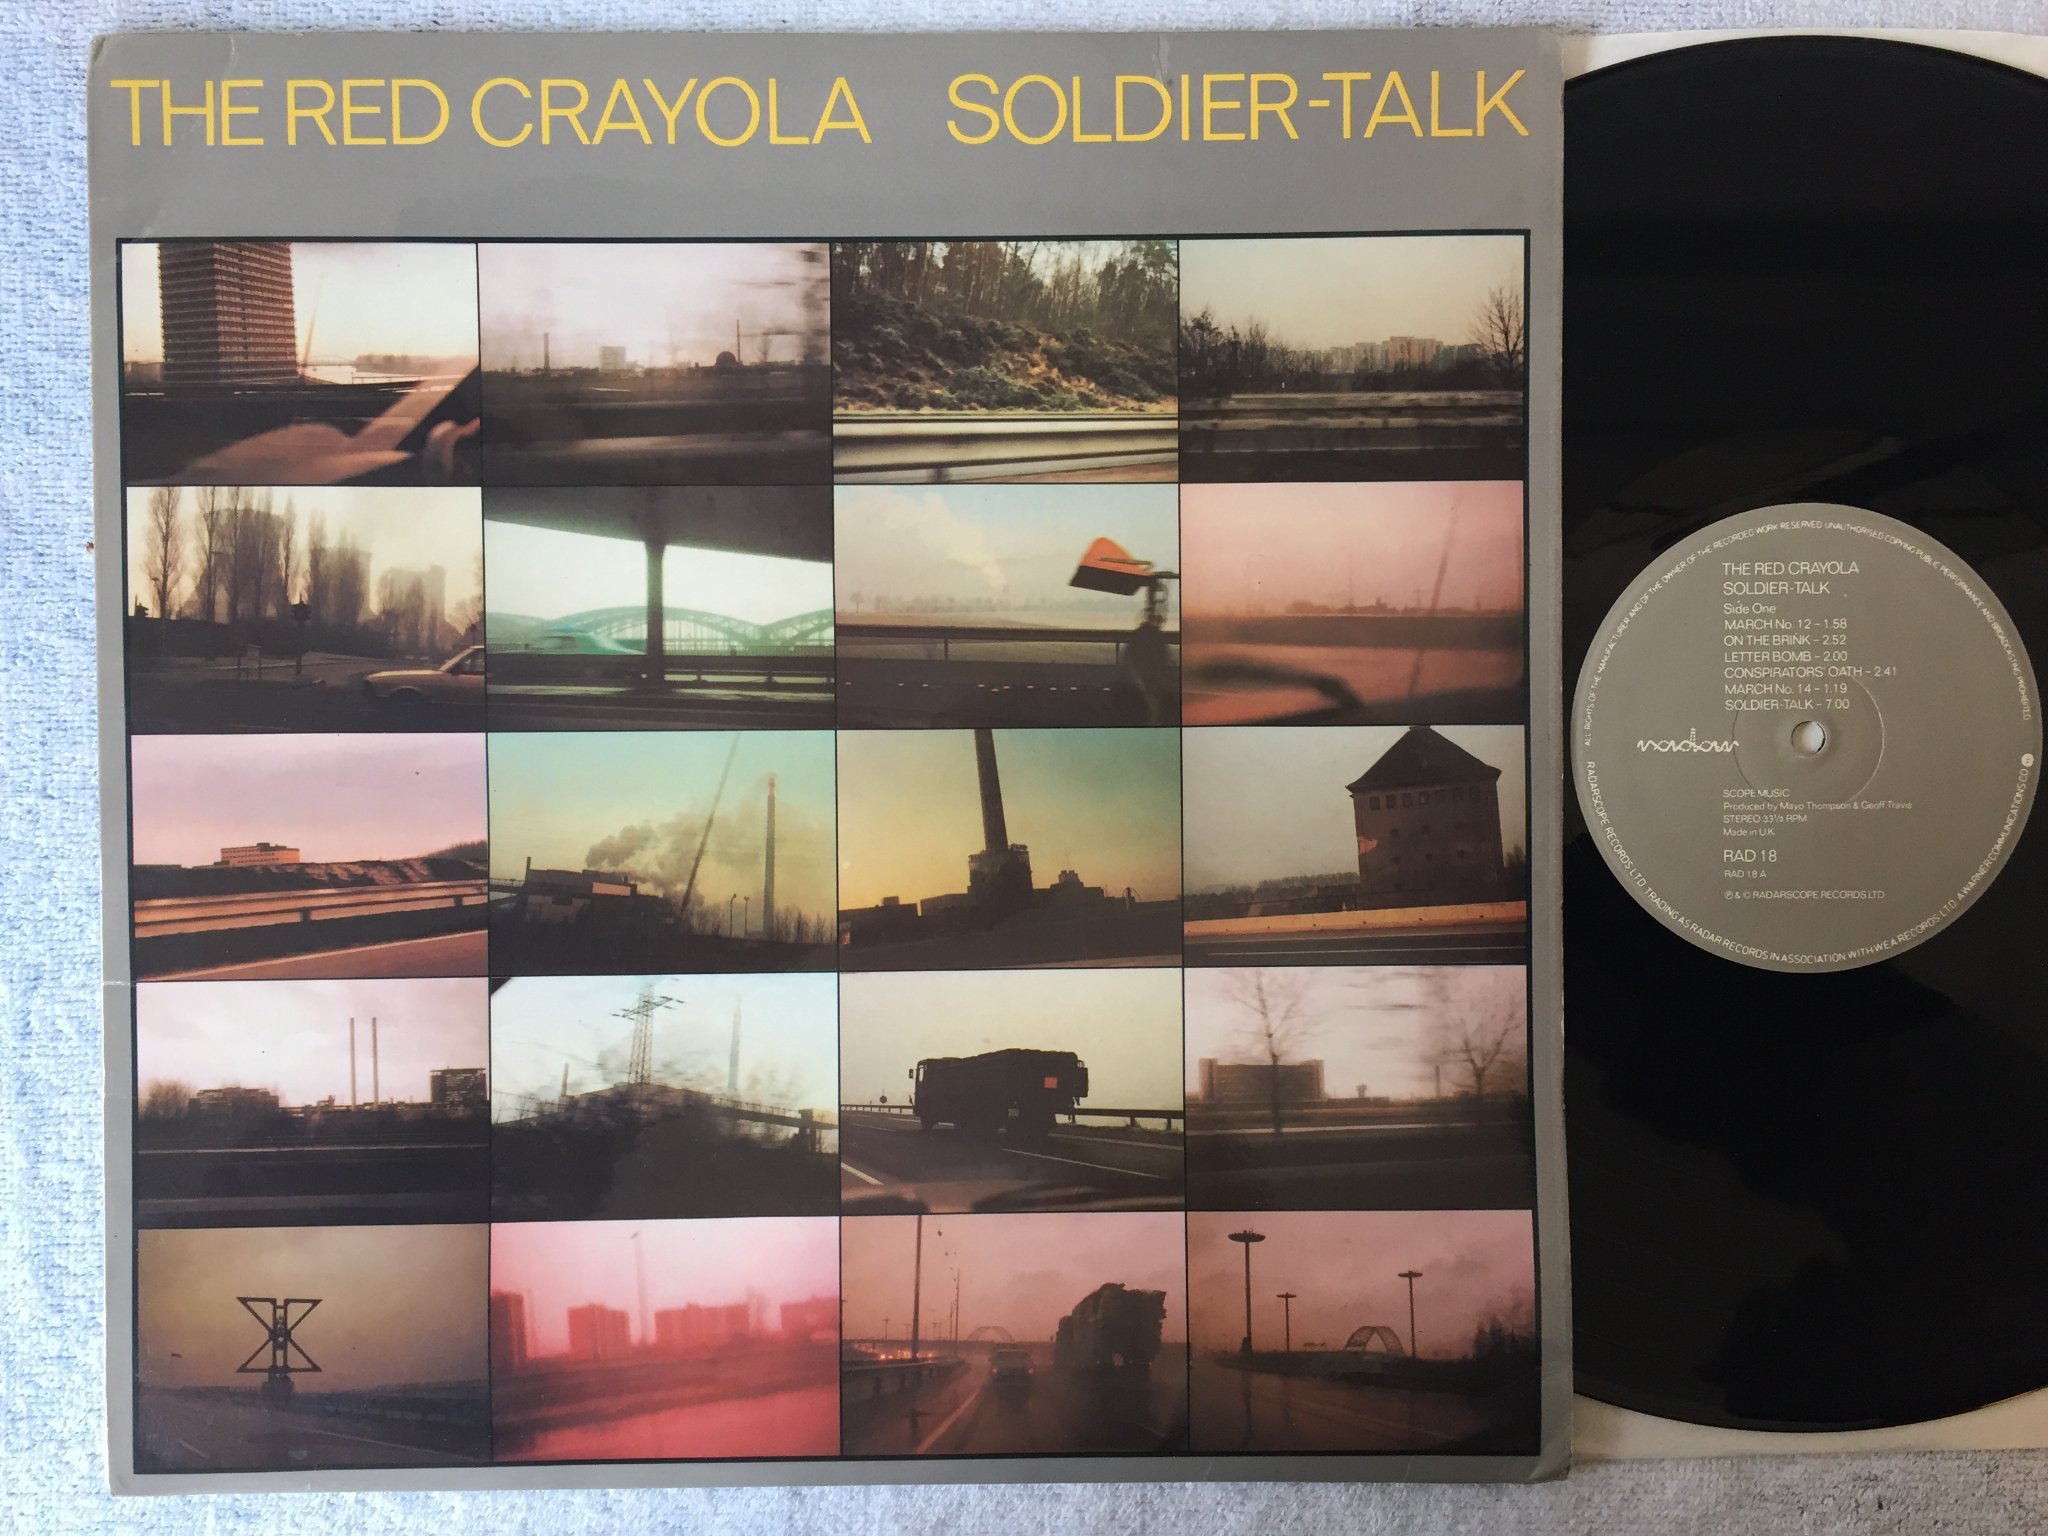 THE RED CRAYOLA SOLDIER-TALK
THE RED CRAYOLA
SOLDIER-TALK
Side One
MARCH No. 12 - 1.58
ON THE BRINK - 2.52
LETTER BOMB - 2.00
CONSPIRATORS' OATH - 2.41
MARCH No. 14 - 1.19
SOLDIER-TALK - 7.00
radar
SCOPE MUSIC
Produced by Mayo Thompson & Geoff Travis
STEREO 33⅓ RPM
Made in U.K.
RAD 18
RAD 18 A
℗ & © RADARSCOPE RECORDS LTD
ALL RIGHTS OF THE MANUFACTURER AND OF THE OWNER OF THE RECORDED WORK RESERVED UNAUTHORISED COPYING PUBLIC PERFORMANCE AND BROADCASTING PROHIBITED
RADARSCOPE RECORDS LTD. TRADING AS RADAR RECORDS IN ASSOCIATION WITH WEA RECORDS LTD. A WARNER COMMUNICATIONS CO